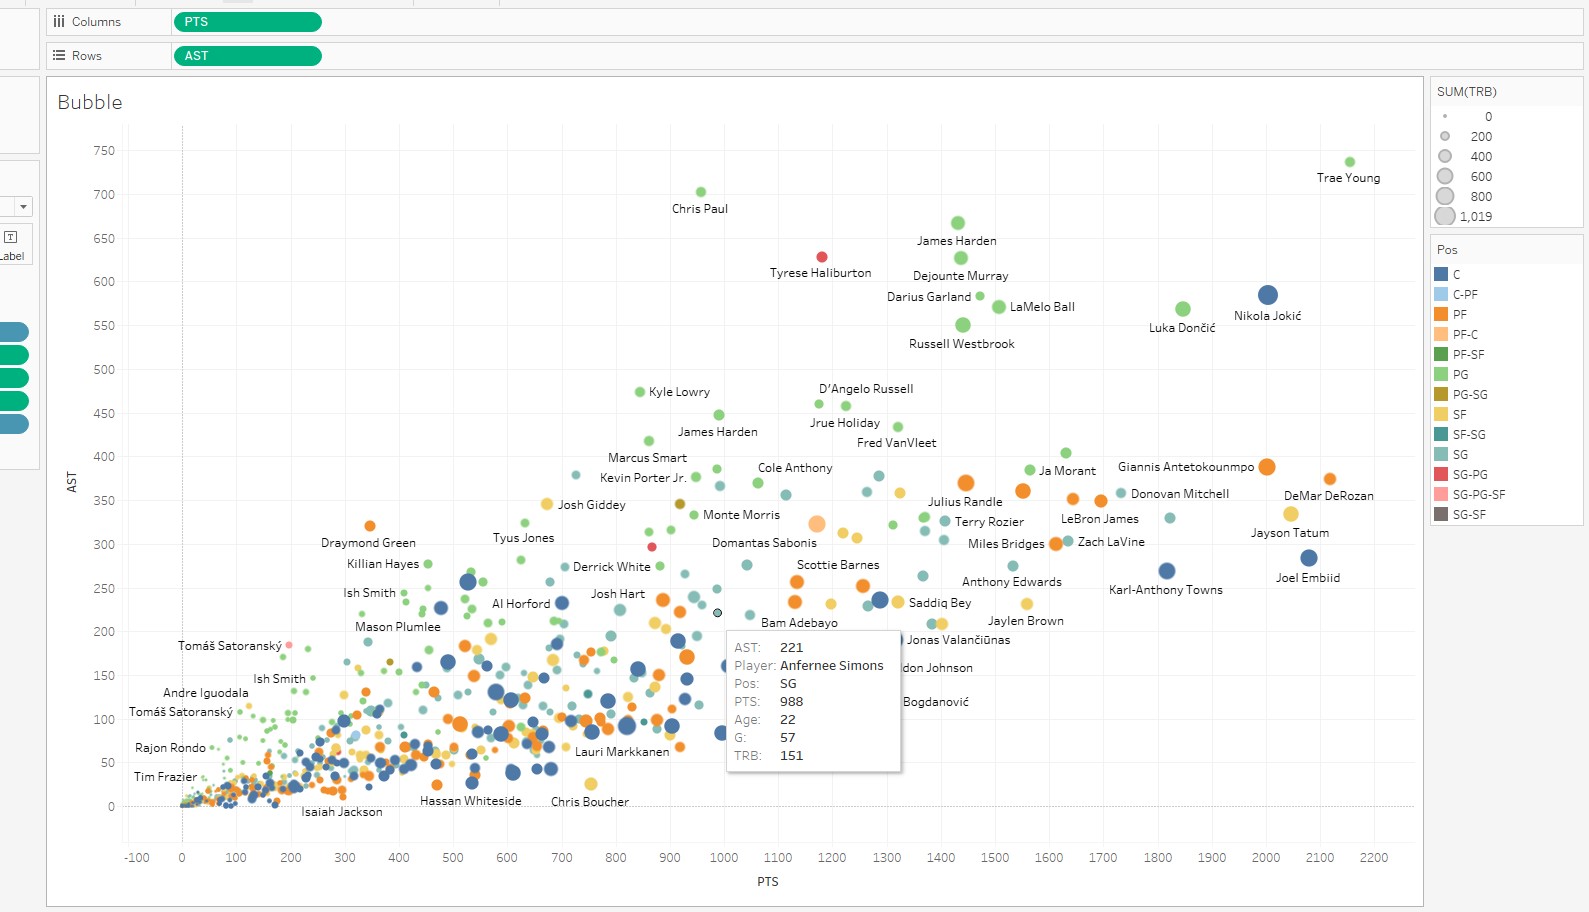 Columns PTS
Rows AST
Label
Bubble
SUM(TRB)
0
200
400
600
800
1,019
Pos
C
C-PF
PF
PF-C
PF-SF
PG
PG-SG
SF
SF-SG
SG
SG-PG
SG-PG-SF
SG-SF
AST
750
700
650
600
550
500
450
400
350
300
250
200
150
100
50
0
Trae Young
Chris Paul
James Harden
Tyrese Haliburton
Dejounte Murray
Darius Garland
LaMelo Ball
Nikola Jokić
Luka Dončić
Russell Westbrook
Kyle Lowry
D'Angelo Russell
James Harden
Jrue Holiday
Fred VanVleet
Marcus Smart
Cole Anthony
Ja Morant
Giannis Antetokounmpo
Kevin Porter Jr.
Donovan Mitchell
DeMar DeRozan
Josh Giddey
Julius Randle
Monte Morris
LeBron James
Terry Rozier
Jayson Tatum
Tyus Jones
Draymond Green
Domantas Sabonis
Miles Bridges
Zach LaVine
Killian Hayes
Derrick White
Scottie Barnes
Joel Embiid
Anthony Edwards
Karl-Anthony Towns
Ish Smith
Josh Hart
Al Horford
Saddiq Bey
Mason Plumlee
Bam Adebayo
Jaylen Brown
Tomáš Satoranský
Jonas Valančiūnas
don Johnson
Ish Smith
Andre Iguodala
Tomáš Satoranský
Bogdanović
Rajon Rondo
Lauri Markkanen
Tim Frazier
Hassan Whiteside
Chris Boucher
Isaiah Jackson
AST: 221
Player: Anfernee Simons
Pos: SG
PTS: 988
Age: 22
G: 57
TRB: 151
-100 0 100 200 300 400 500 600 700 800 900 1000 1100 1200 1300 1400 1500 1600 1700 1800 1900 2000 2100 2200
PTS